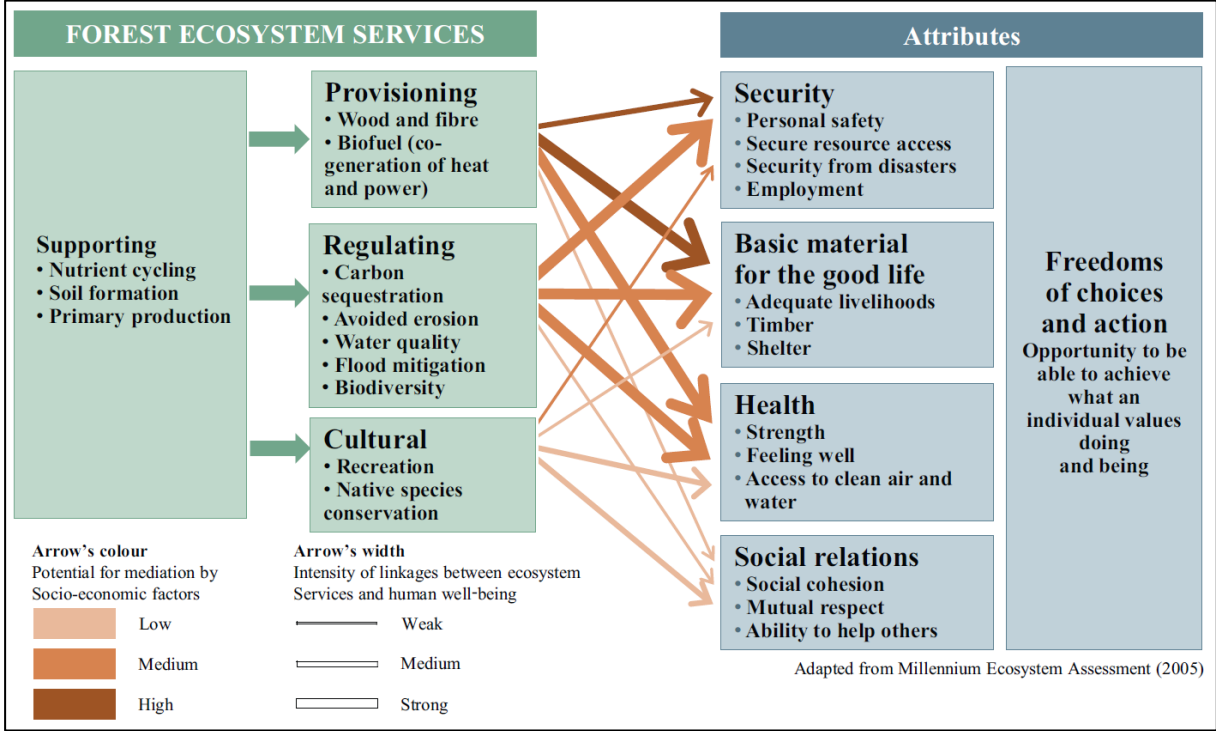 FOREST ECOSYSTEM SERVICES
Supporting
• Nutrient cycling
• Soil formation
• Primary production
Provisioning
• Wood and fibre
• Biofuel (co-
generation of heat
and power)
Regulating
• Carbon
sequestration
• Avoided erosion
• Water quality
• Flood mitigation
• Biodiversity
Cultural
• Recreation
• Native species
conservation
Attributes
Security
• Personal safety
• Secure resource access
• Security from disasters
• Employment
Basic material
for the good life
• Adequate livelihoods
• Timber
• Shelter
Health
• Strength
• Feeling well
• Access to clean air and
water
Social relations
• Social cohesion
• Mutual respect
• Ability to help others
Freedoms
of choices
and action
Opportunity to be
able to achieve
what an
individual values
doing
and being
Arrow's colour
Potential for mediation by
Socio-economic factors
Low
Medium
High
Arrow's width
Intensity of linkages between ecosystem
Services and human well-being
Weak
Medium
Strong
Adapted from Millennium Ecosystem Assessment (2005)